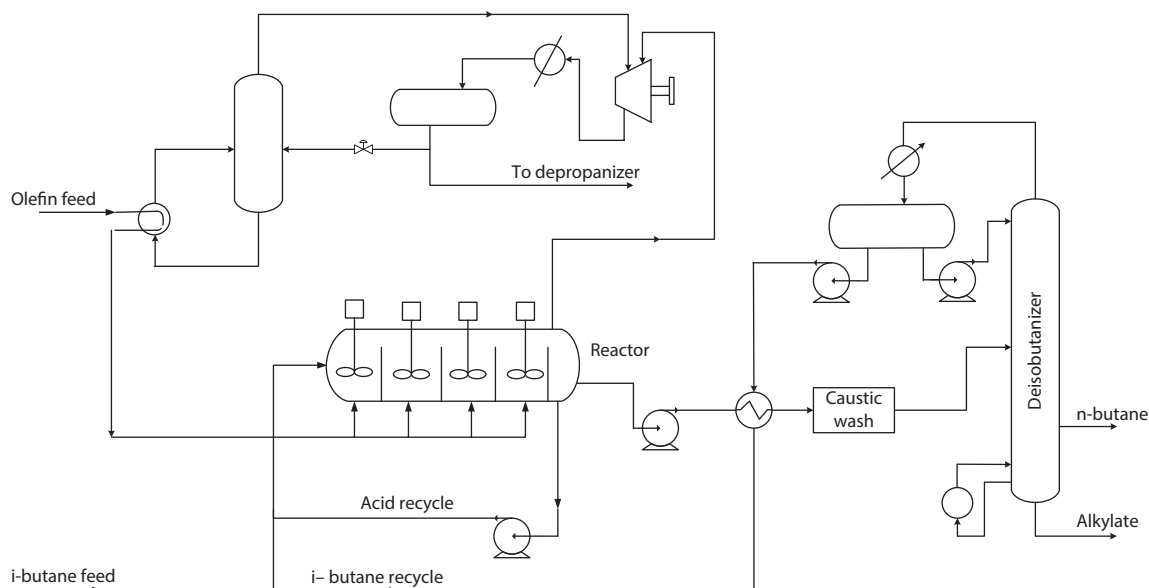 To depropanizer
Olefin feed
Reactor
Deisobutanizer
Caustic
wash
n-butane
Acid recycle
Alkylate
i-butane feed
i– butane recycle